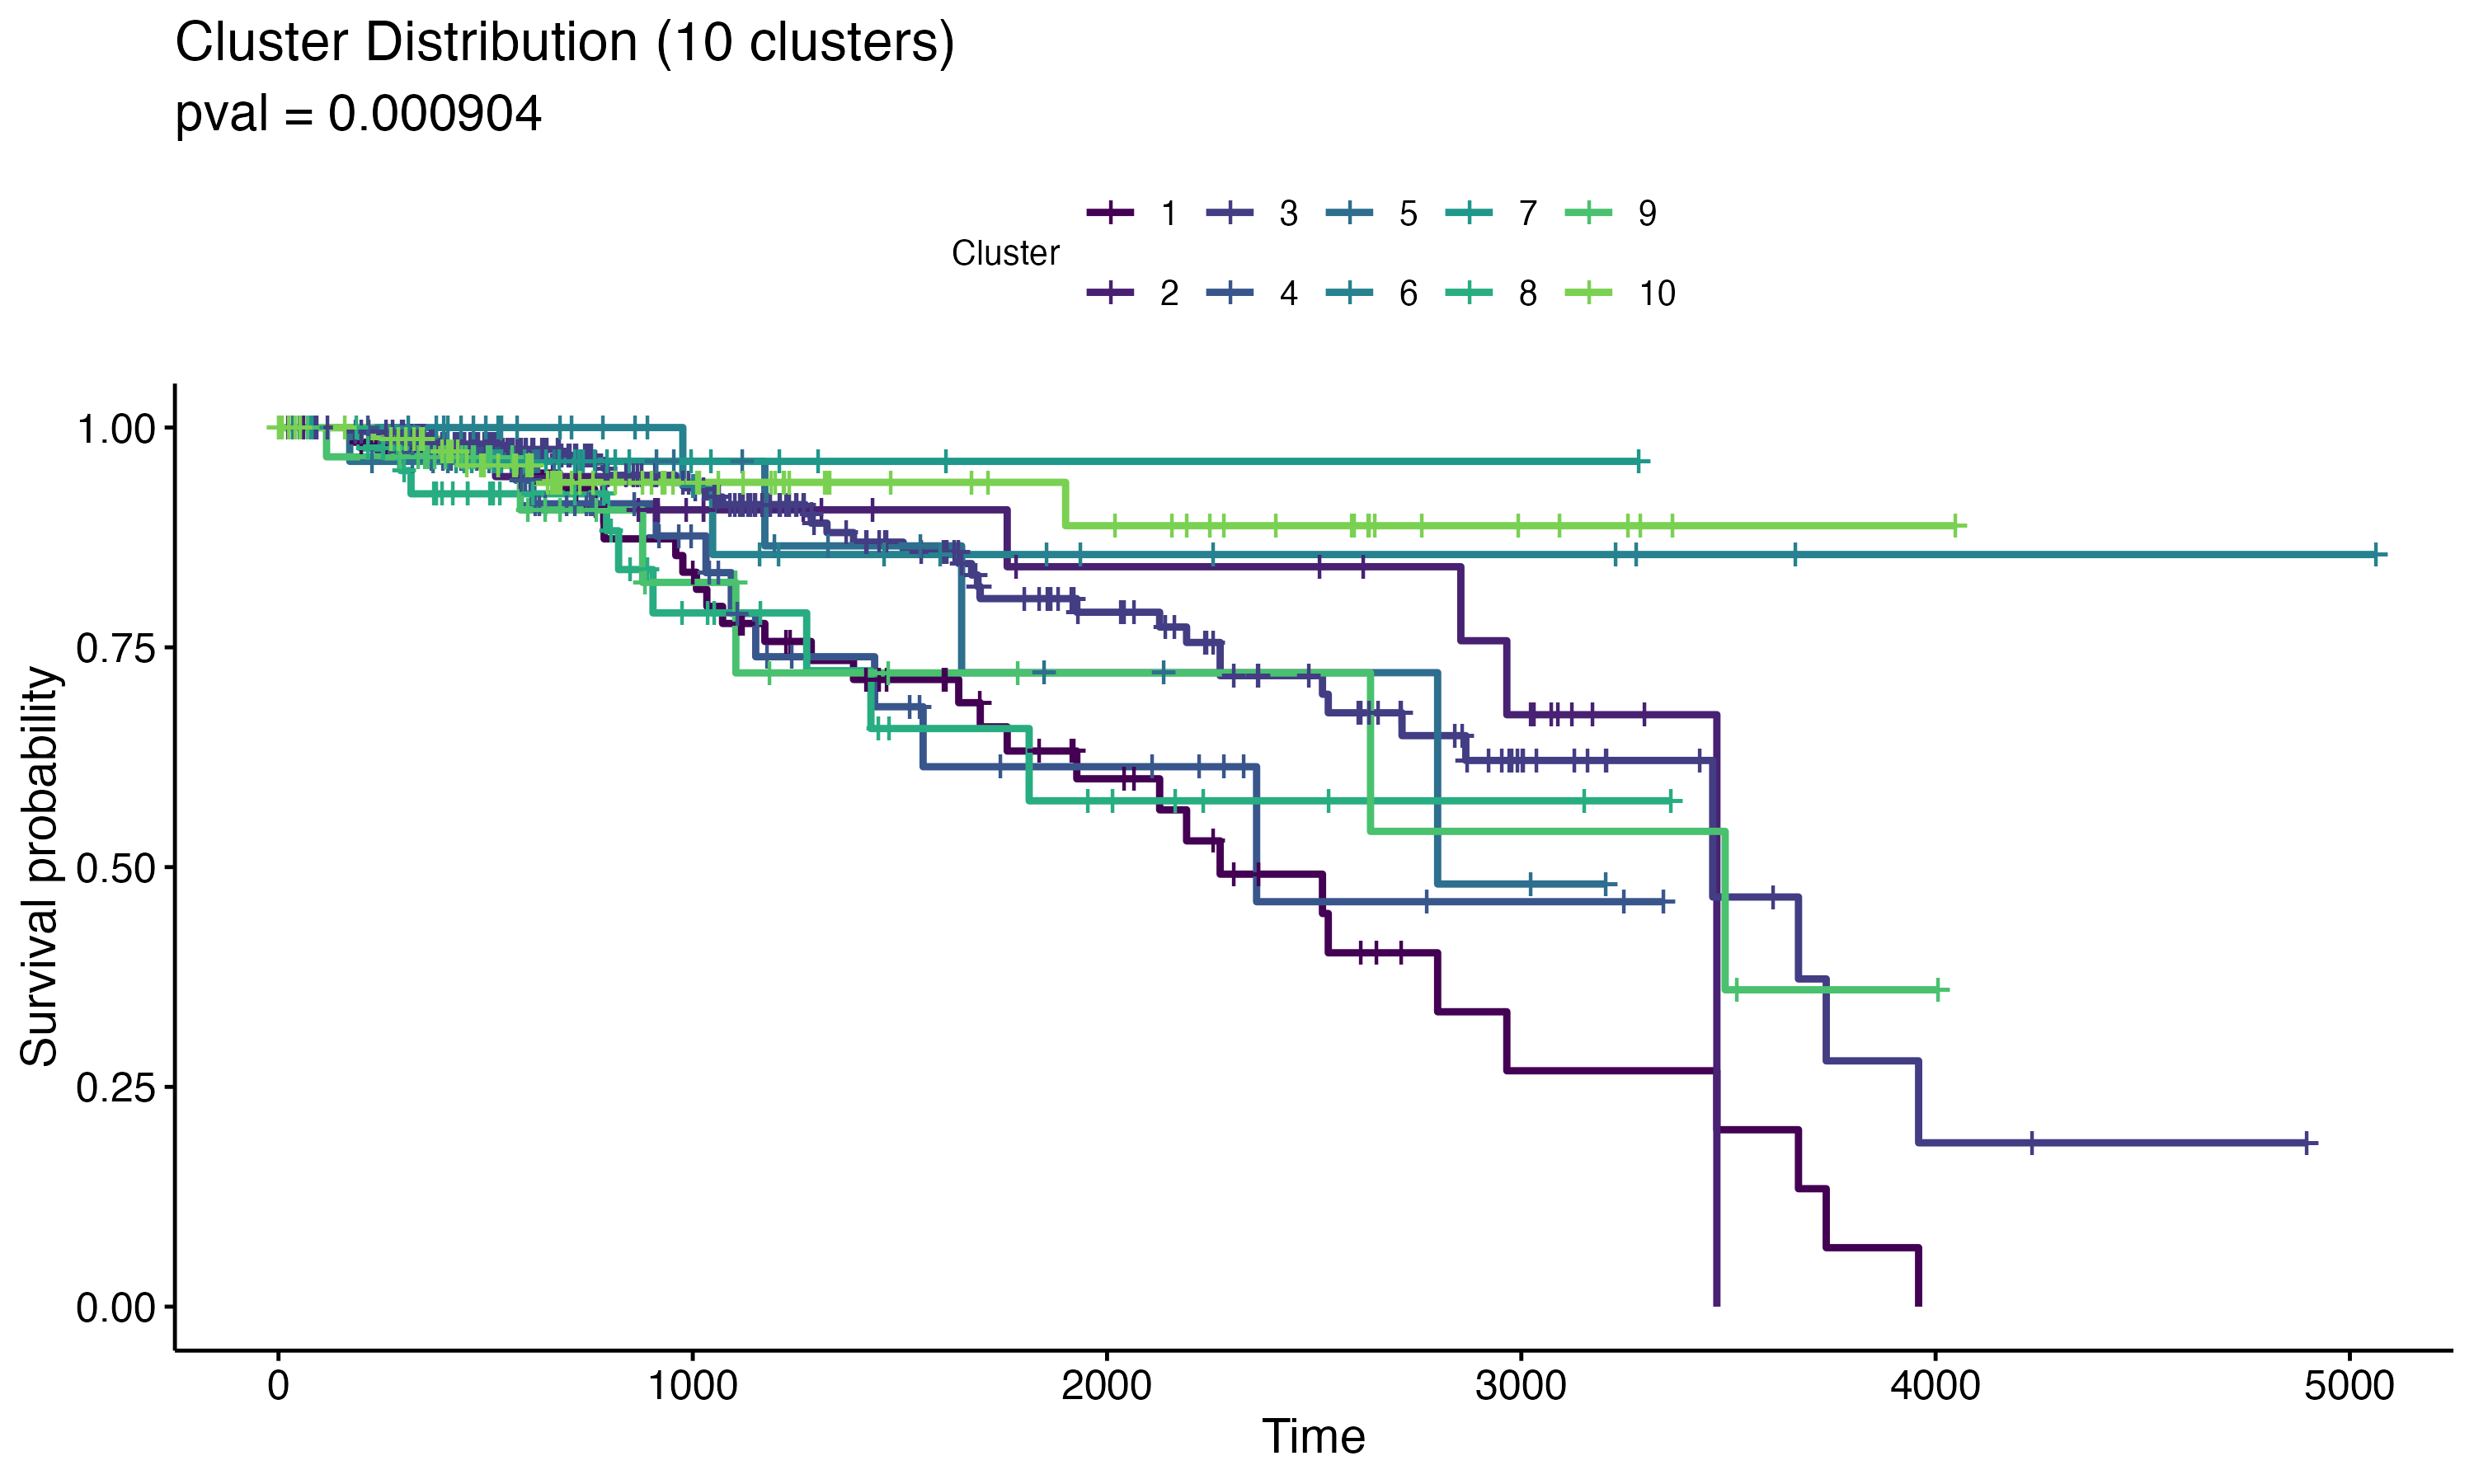 Cluster Distribution (10 clusters)
pval = 0.000904
Cluster
1 3 5 7 9
2 4 6 8 10
Survival probability
1.00
0.75
0.50
0.25
0.00
0 1000 2000 3000 4000 5000
Time